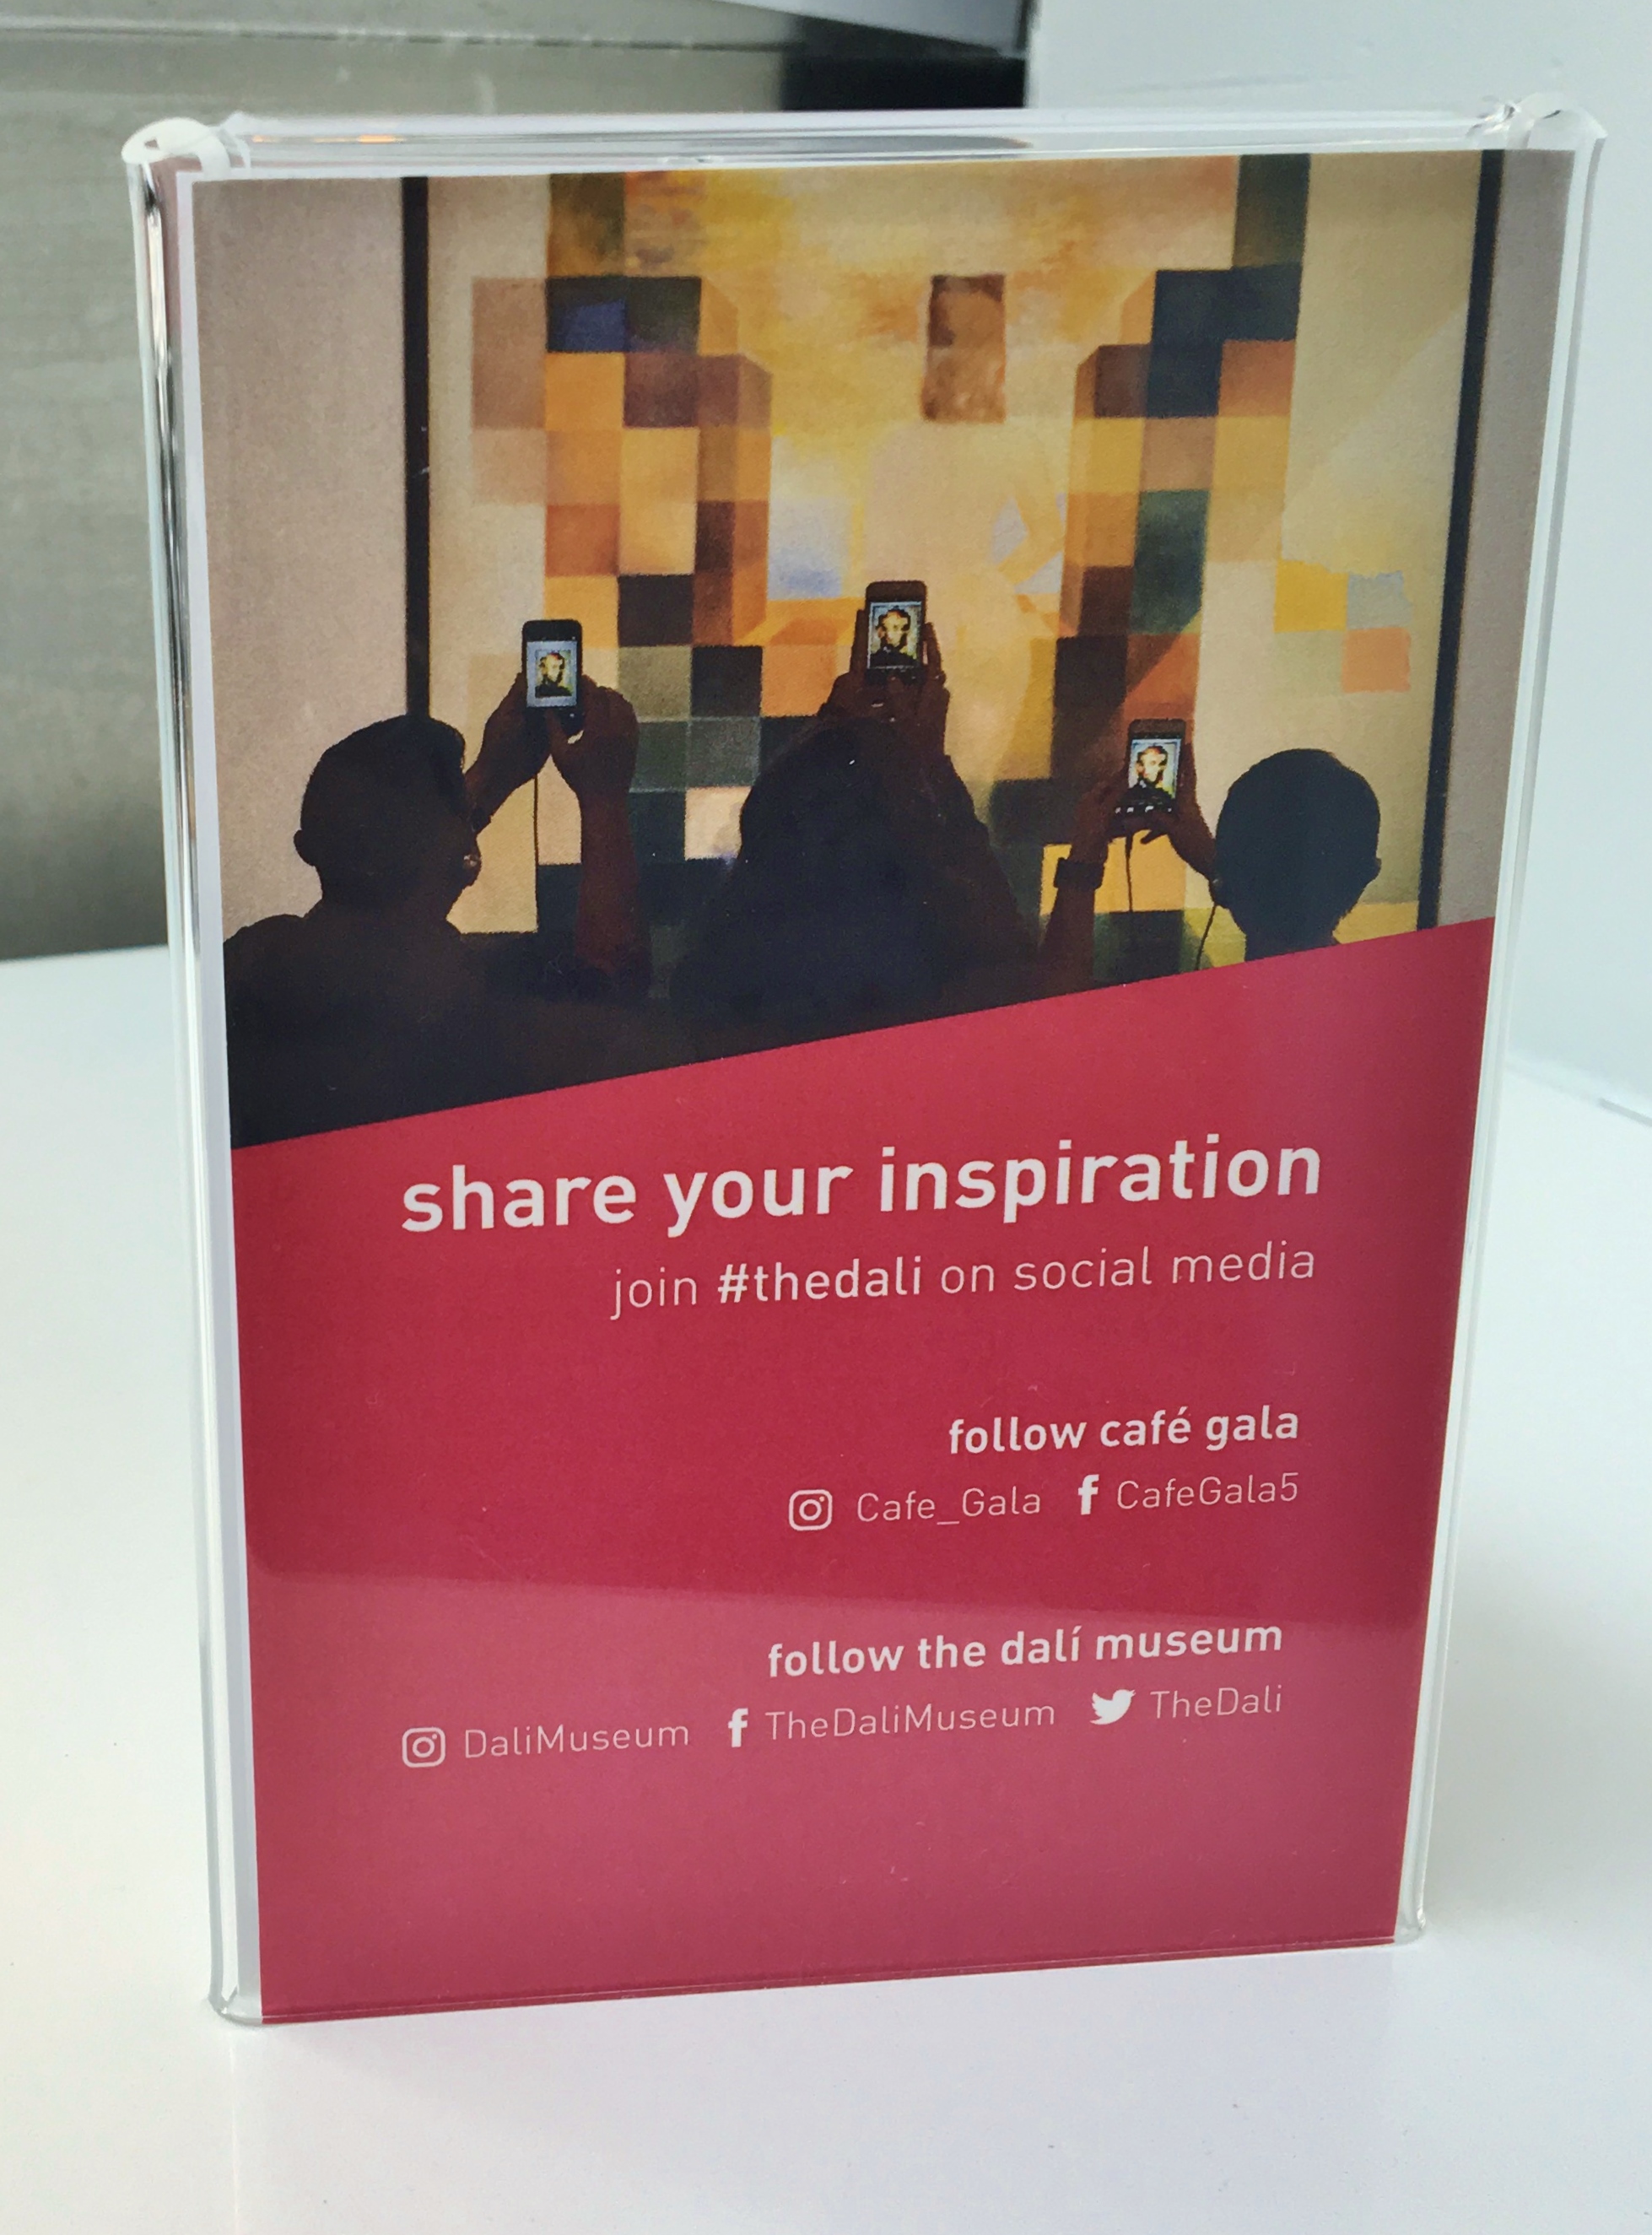 share your inspiration
join #thedali on social media
follow café gala
Cafe_Gala CafeGala5
follow the dalí museum
DaliMuseum TheDaliMuseum TheDali